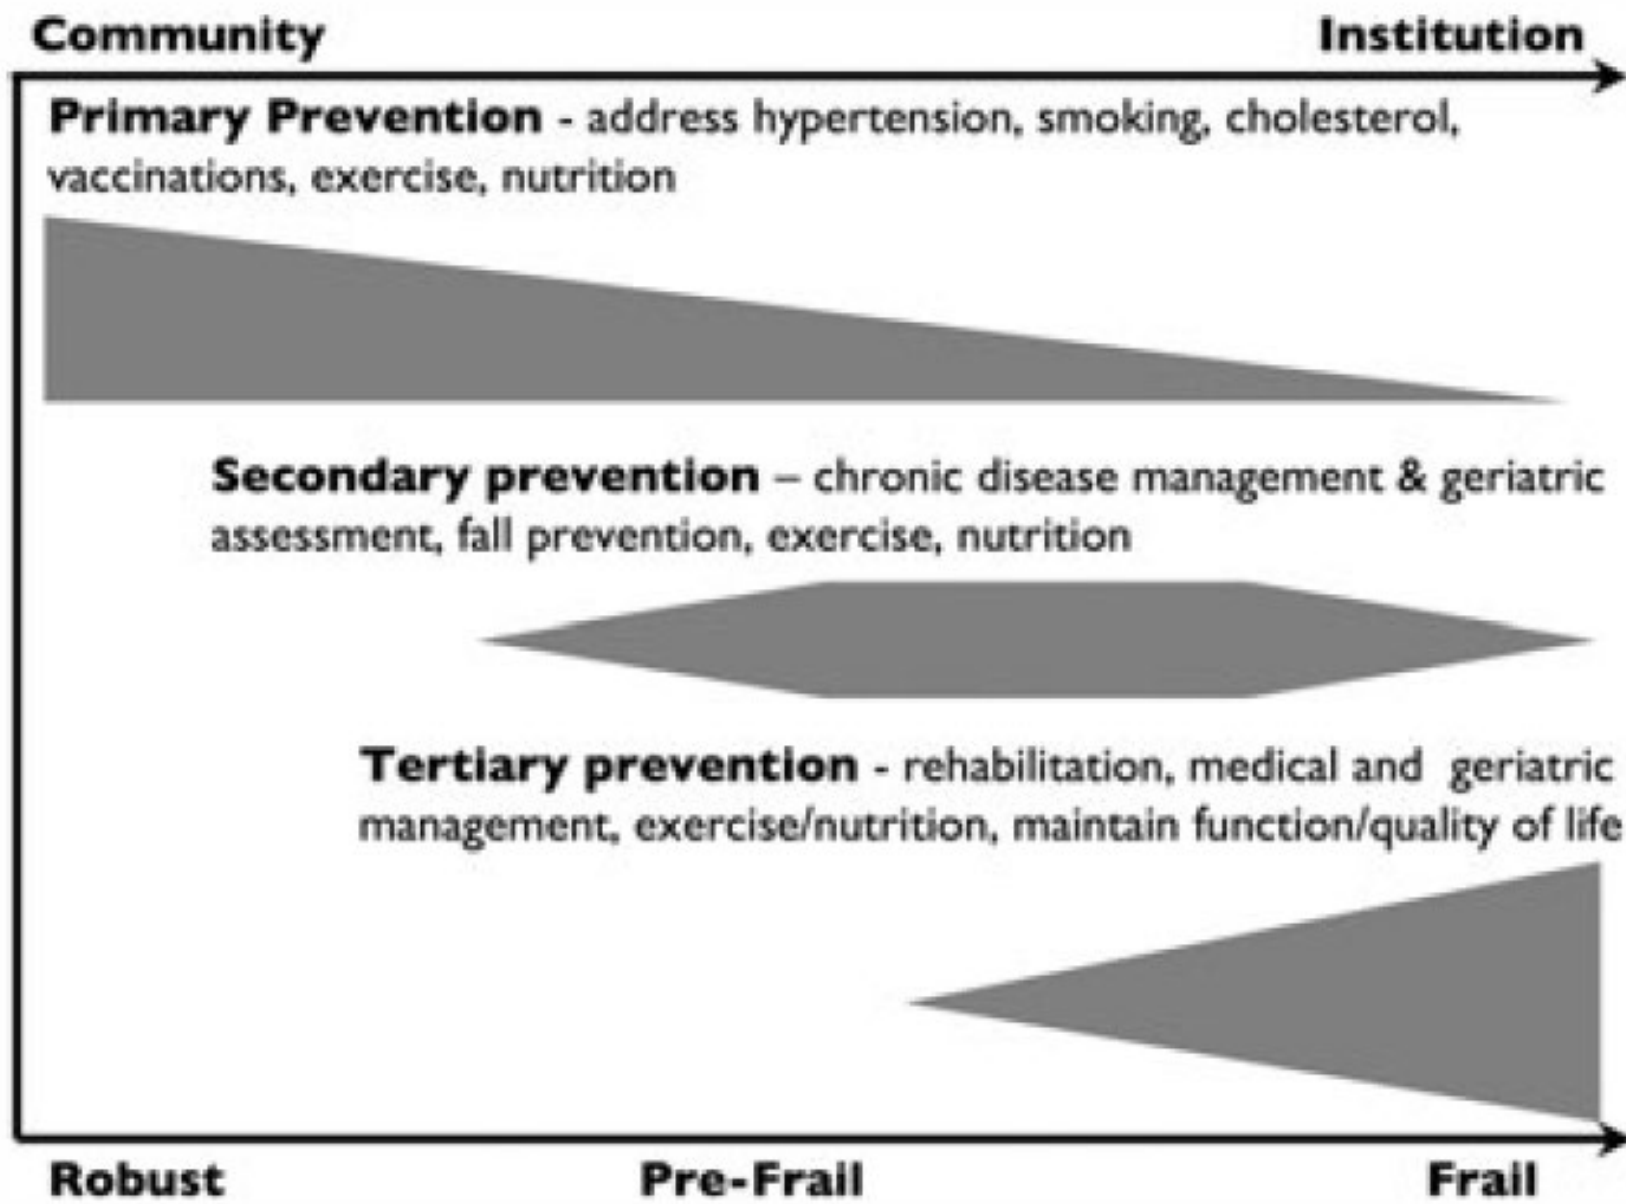 Community Institution
Primary Prevention - address hypertension, smoking, cholesterol,
vaccinations, exercise, nutrition
Secondary prevention – chronic disease management & geriatric
assessment, fall prevention, exercise, nutrition
Tertiary prevention - rehabilitation, medical and geriatric
management, exercise/nutrition, maintain function/quality of life
Robust Pre-Frail Frail